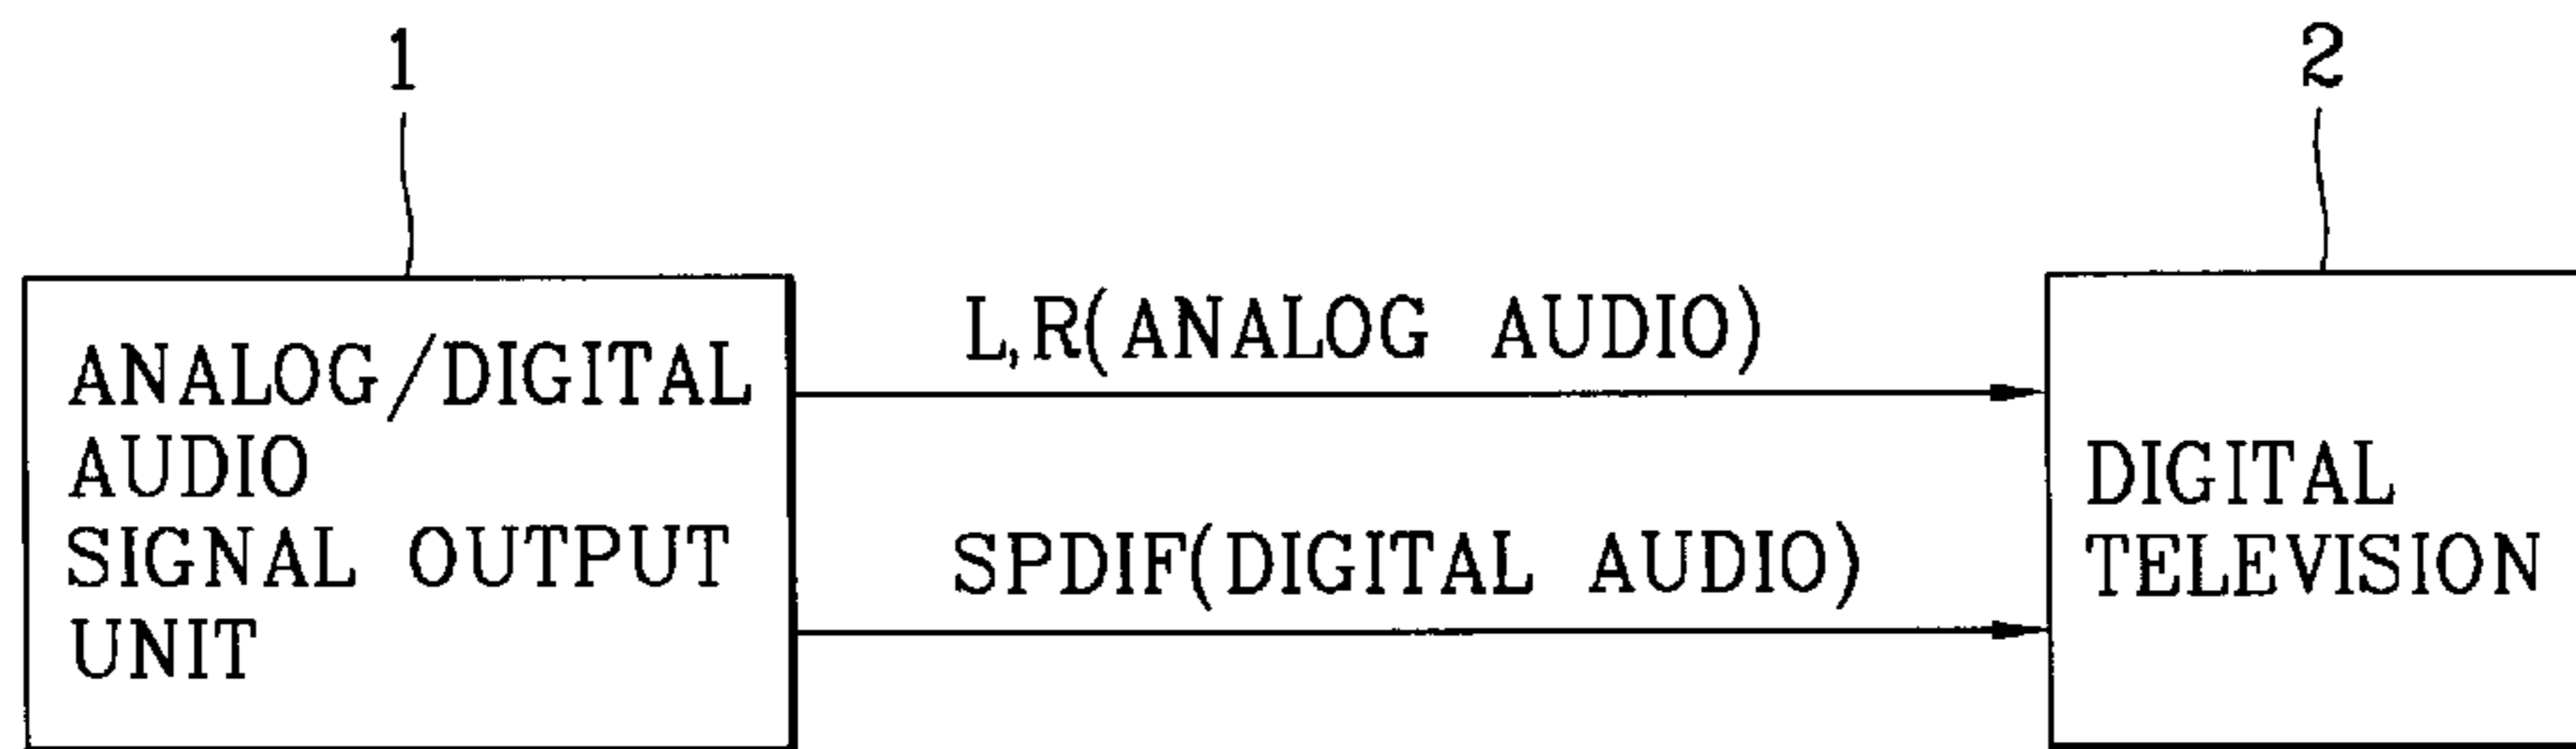 1
2
ANALOG/DIGITAL
AUDIO
SIGNAL OUTPUT
UNIT
L,R(ANALOG AUDIO)
SPDIF(DIGITAL AUDIO)
DIGITAL
TELEVISION